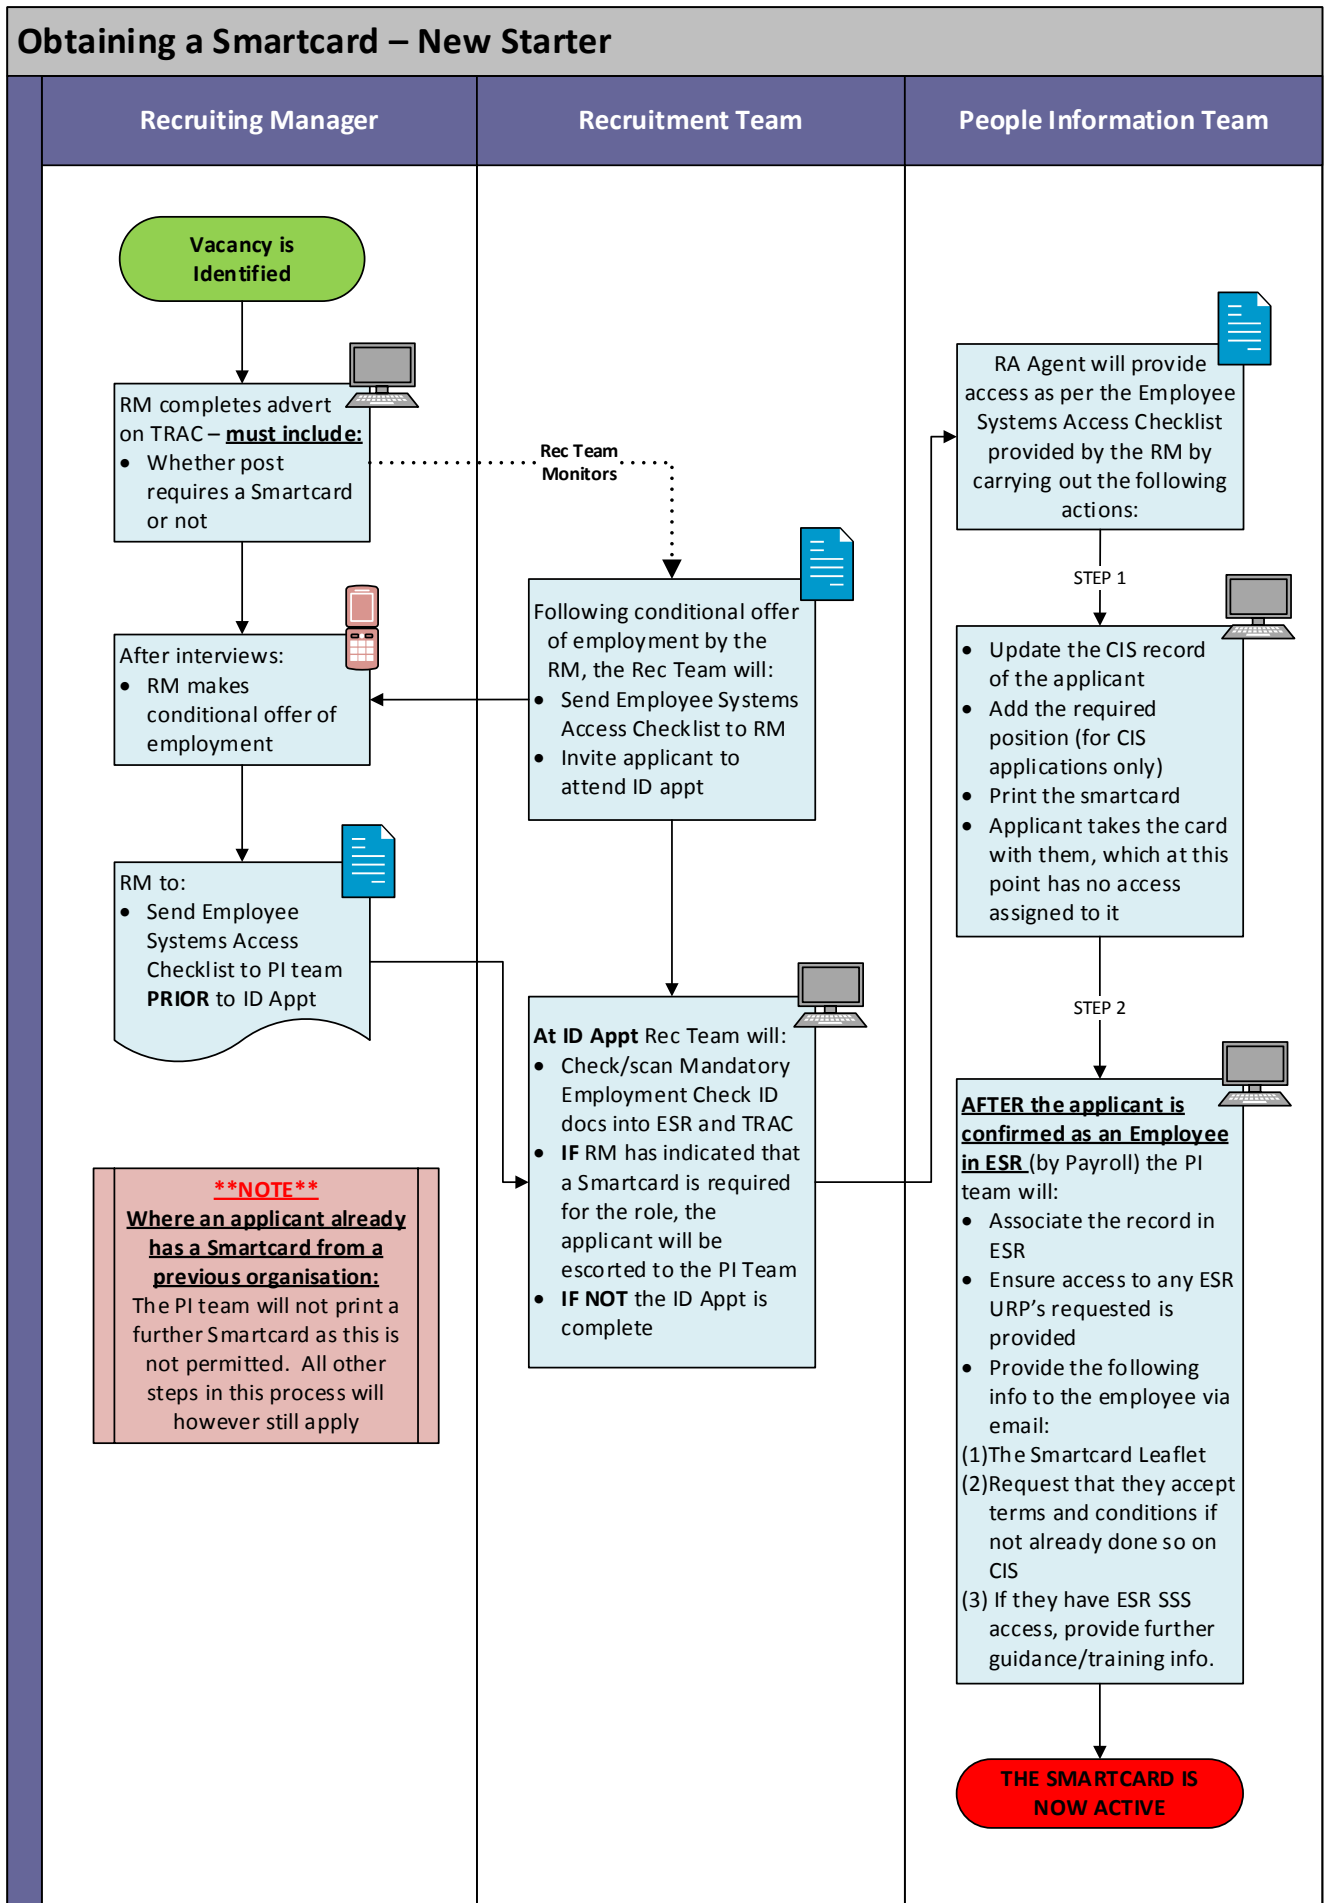 Obtaining a Smartcard – New Starter
Recruiting Manager
Recruitment Team
People Information Team
Vacancy is
Identified
RM completes advert
on TRAC – must include:
• Whether post
requires a Smartcard
or not
Rec Team
Monitors
After interviews:
• RM makes
conditional offer of
employment
RM to:
• Send Employee
Systems Access
Checklist to PI team
PRIOR to ID Appt
**NOTE**
Where an applicant already
has a Smartcard from a
previous organisation:
The PI team will not print a
further Smartcard as this is
not permitted. All other
steps in this process will
however still apply
Following conditional offer
of employment by the
RM, the Rec Team will:
• Send Employee Systems
Access Checklist to RM
• Invite applicant to
attend ID appt
At ID Appt Rec Team will:
• Check/scan Mandatory
Employment Check ID
docs into ESR and TRAC
• IF RM has indicated that
a Smartcard is required
for the role, the
applicant will be
escorted to the PI Team
• IF NOT the ID Appt is
complete
RA Agent will provide
access as per the Employee
Systems Access Checklist
provided by the RM by
carrying out the following
actions:
STEP 1
• Update the CIS record
of the applicant
• Add the required
position (for CIS
applications only)
• Print the smartcard
• Applicant takes the card
with them, which at this
point has no access
assigned to it
STEP 2
AFTER the applicant is
confirmed as an Employee
in ESR (by Payroll) the PI
team will:
• Associate the record in
ESR
• Ensure access to any ESR
URP's requested is
provided
• Provide the following
info to the employee via
email:
(1)The Smartcard Leaflet
(2)Request that they accept
terms and conditions if
not already done so on
CIS
(3) If they have ESR SSS
access, provide further
guidance/training info.
THE SMARTCARD IS
NOW ACTIVE